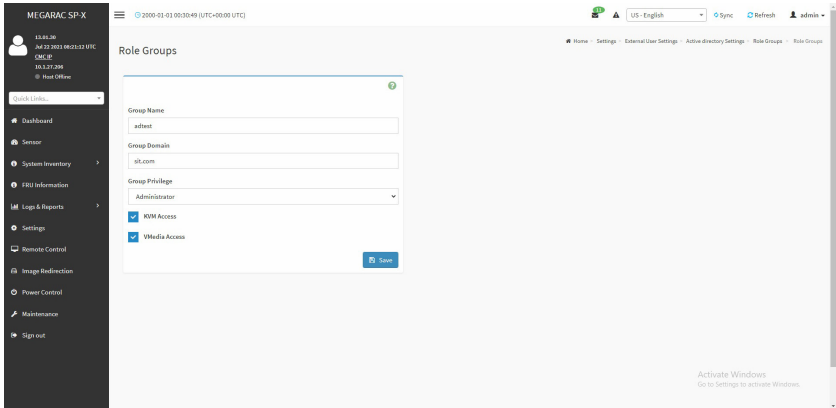 MEGARAC SP-X
2000-01-01 00:30:49 (UTC+00:00 UTC)
11
US - English
Sync
Refresh
admin
13.01.30
Jul 22 2021 08:21:12 UTC
CMC IP
10.1.27.206
Host Offline
Role Groups
Home
Settings
External User Settings
Active directory Settings
Role Groups
Role Groups
Quick Links..
Dashboard
Sensor
System Inventory
FRU Information
Logs & Reports
Settings
Remote Control
Image Redirection
Power Control
Maintenance
Sign out
Group Name
adtest
Group Domain
sit.com
Group Privilege
Administrator
KVM Access
VMedia Access
Save
Activate Windows
Go to Settings to activate Windows.